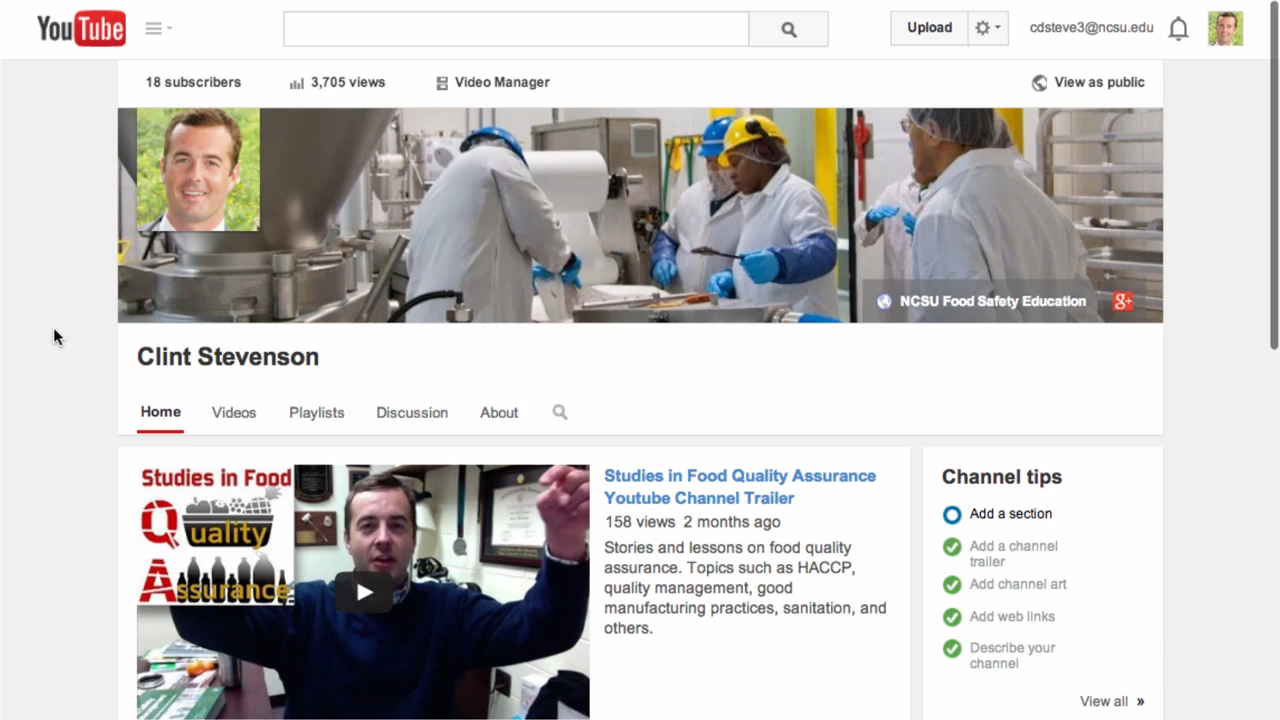 YouTube
Upload
cdsteve3@ncsu.edu
18 subscribers
3,705 views
Video Manager
View as public
NCSU Food Safety Education
g+
Clint Stevenson
Home
Videos
Playlists
Discussion
About
Studies in Food
Quality
Assurance
Studies in Food Quality Assurance
Youtube Channel Trailer
158 views 2 months ago
Stories and lessons on food quality
assurance. Topics such as HACCP,
quality management, good
manufacturing practices, sanitation, and
others.
Channel tips
Add a section
Add a channel
trailer
Add channel art
Add web links
Describe your
channel
View all »